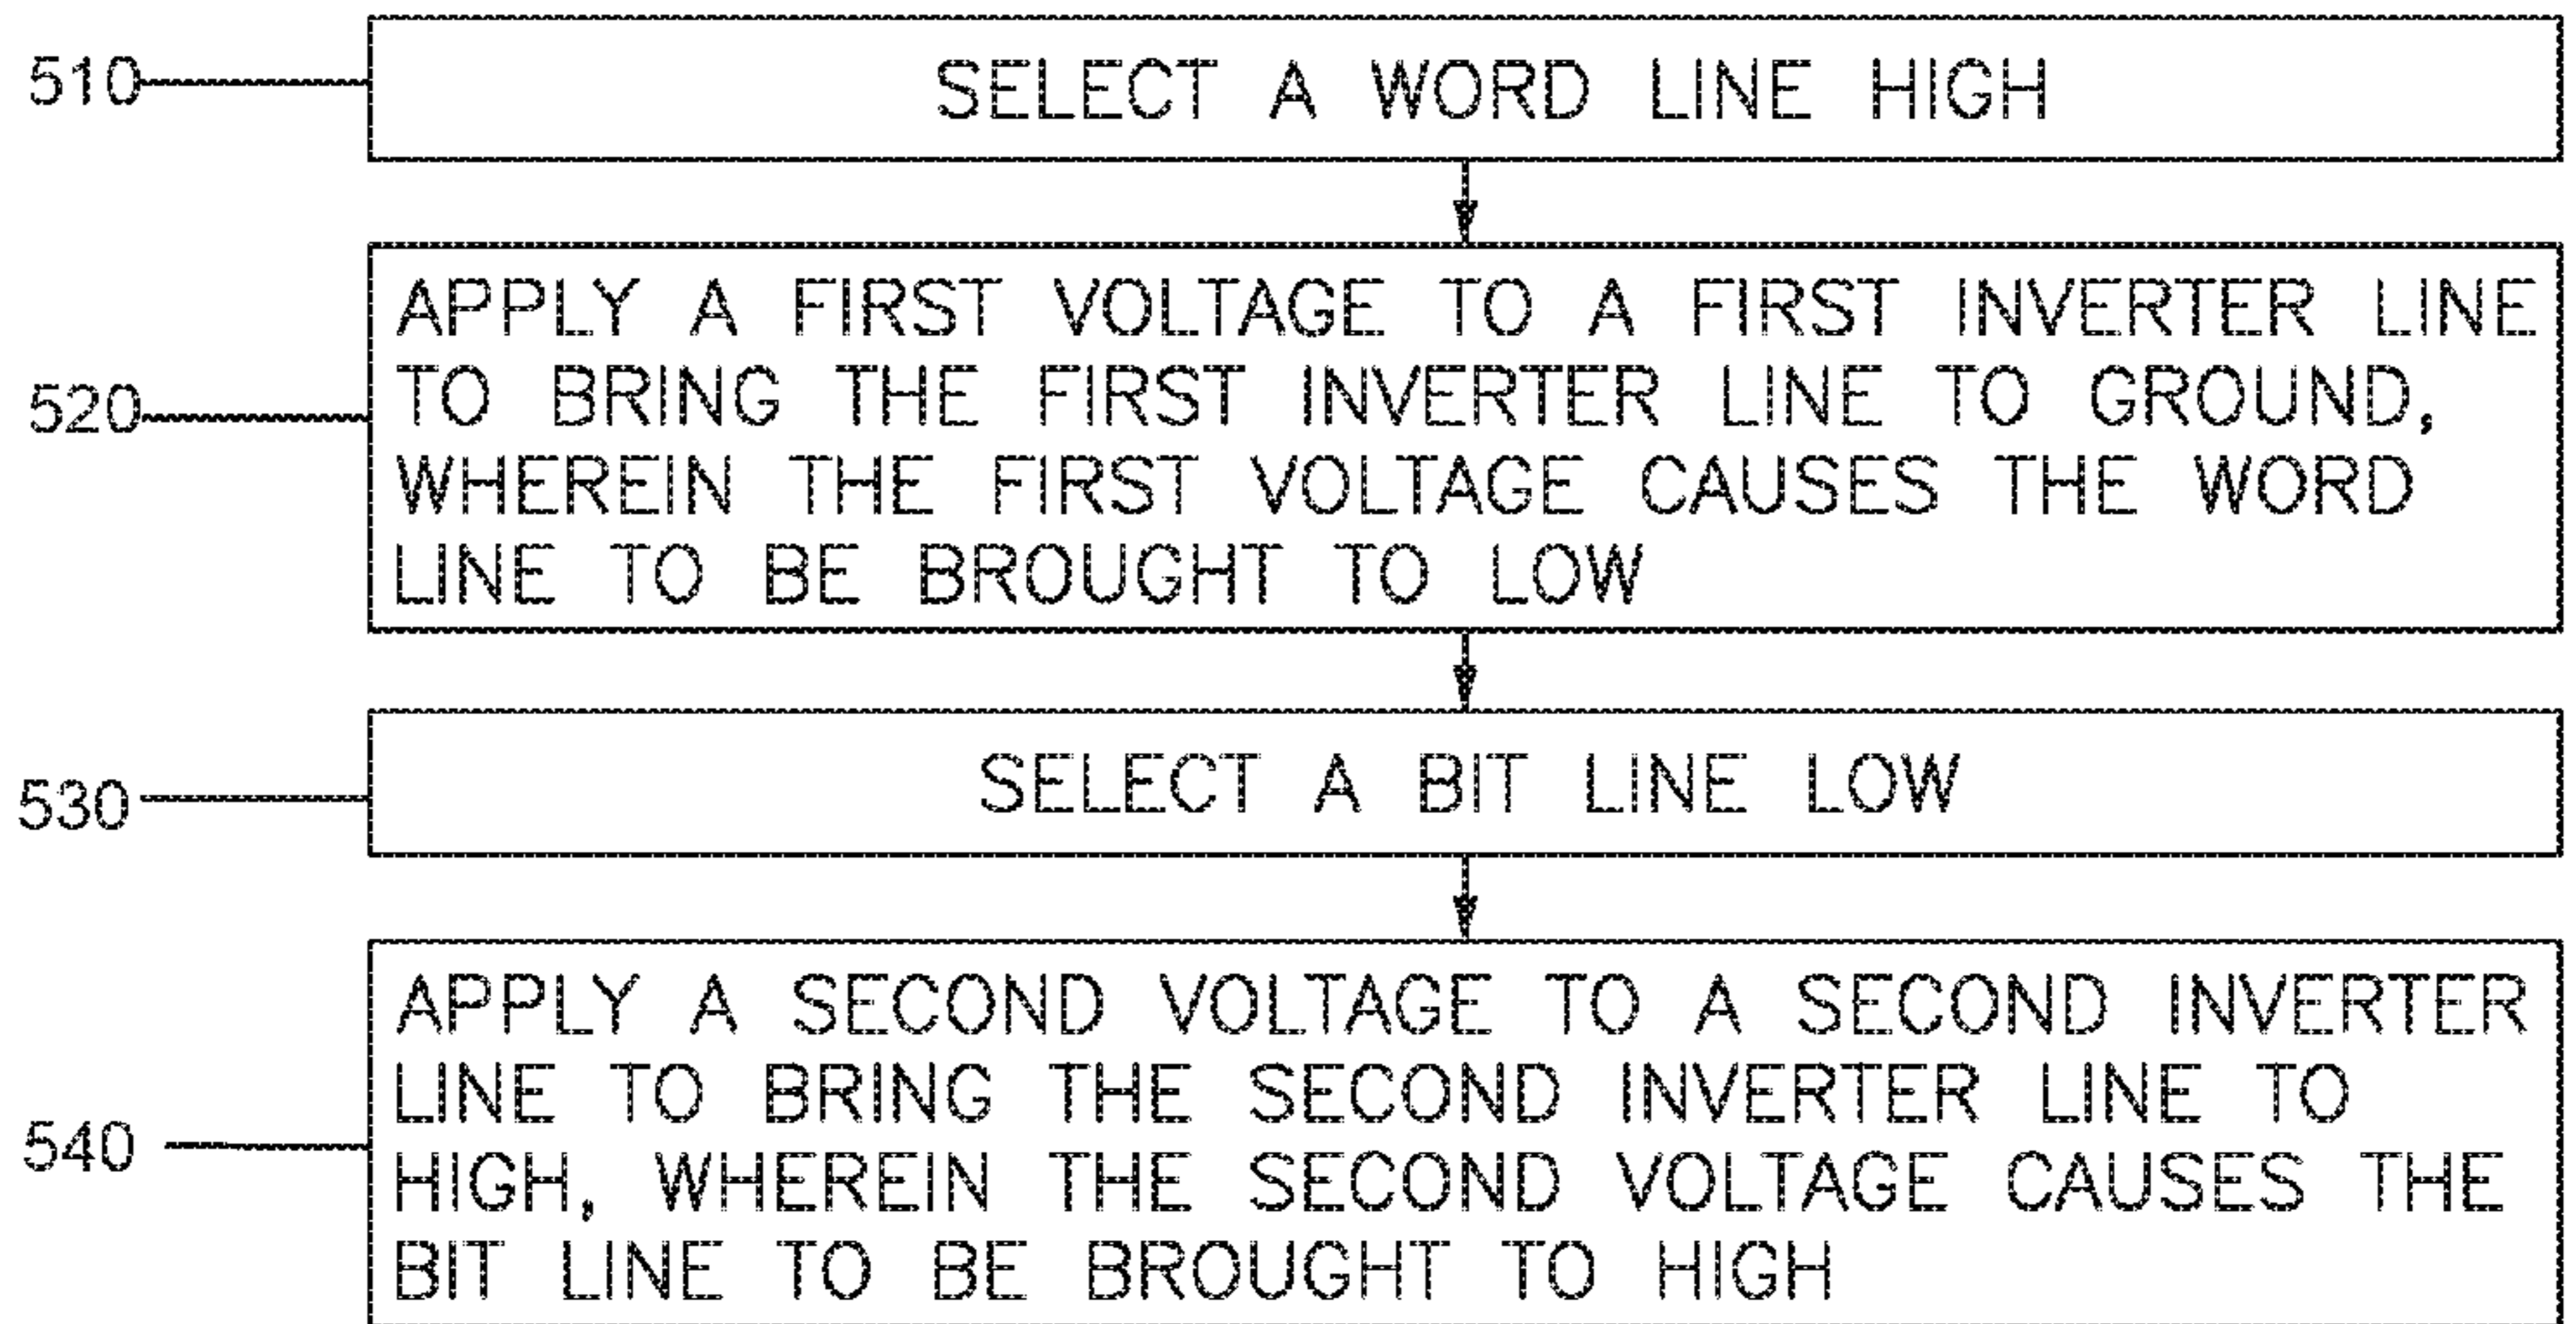 510
SELECT A WORD LINE HIGH
520
APPLY A FIRST VOLTAGE TO A FIRST INVERTER LINE
TO BRING THE FIRST INVERTER LINE TO GROUND,
WHEREIN THE FIRST VOLTAGE CAUSES THE WORD
LINE TO BE BROUGHT TO LOW
530
SELECT A BIT LINE LOW
540
APPLY A SECOND VOLTAGE TO A SECOND INVERTER
LINE TO BRING THE SECOND INVERTER LINE TO
HIGH, WHEREIN THE SECOND VOLTAGE CAUSES THE
BIT LINE TO BE BROUGHT TO HIGH